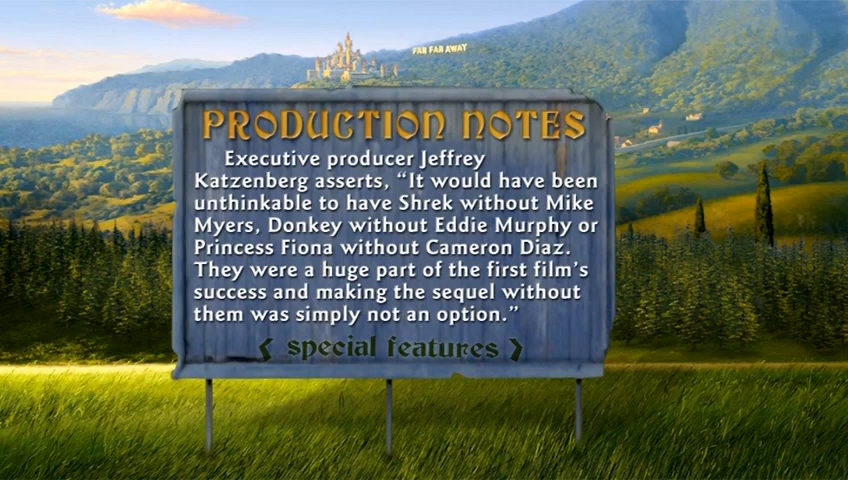 FAR FAR AWAY
PRODUCTION NOTES
Executive producer Jeffrey
Katzenberg asserts, “It would have been
unthinkable to have Shrek without Mike
Myers, Donkey without Eddie Murphy or
Princess Fiona without Cameron Diaz.
They were a huge part of the first film’s
success and making the sequel without
them was simply not an option.”
❮ special features ❯